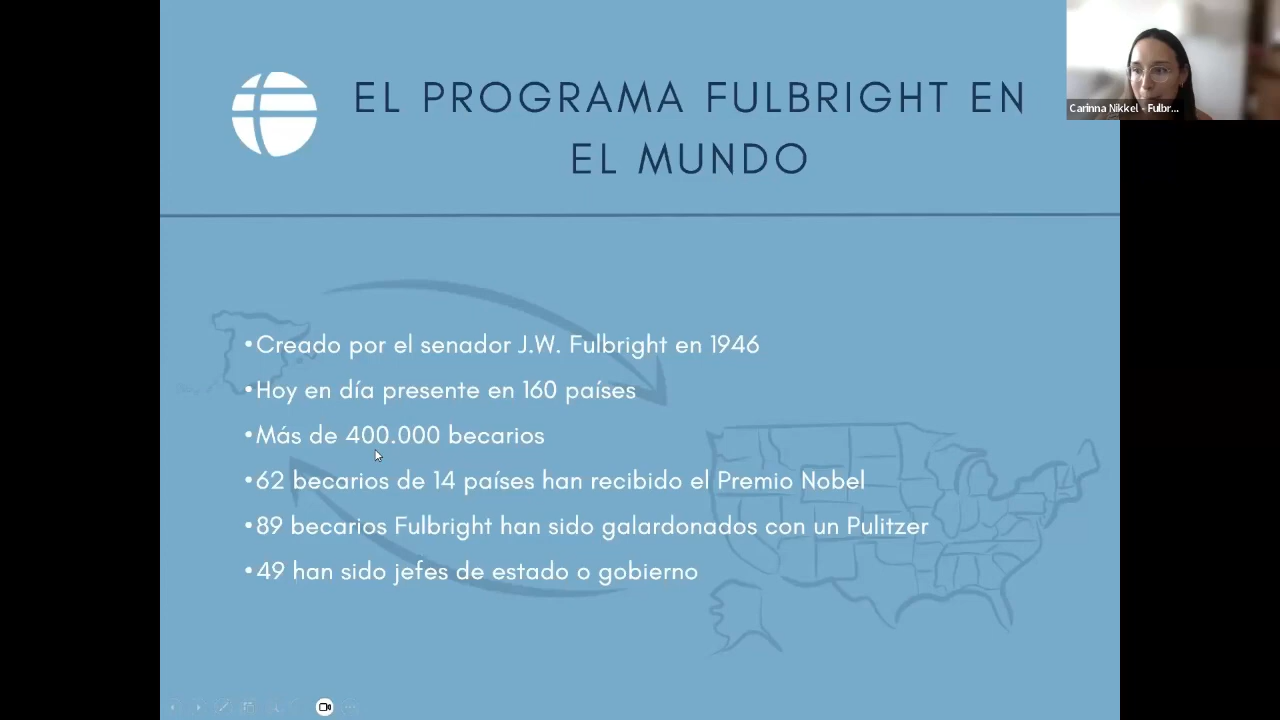 EL PROGRAMA FULBRIGHT EN
EL MUNDO
Carinna Nikkel - Fulbr...
•Creado por el senador J.W. Fulbright en 1946
•Hoy en día presente en 160 países
•Más de 400.000 becarios
•62 becarios de 14 países han recibido el Premio Nobel
•89 becarios Fulbright han sido galardonados con un Pulitzer
•49 han sido jefes de estado o gobierno